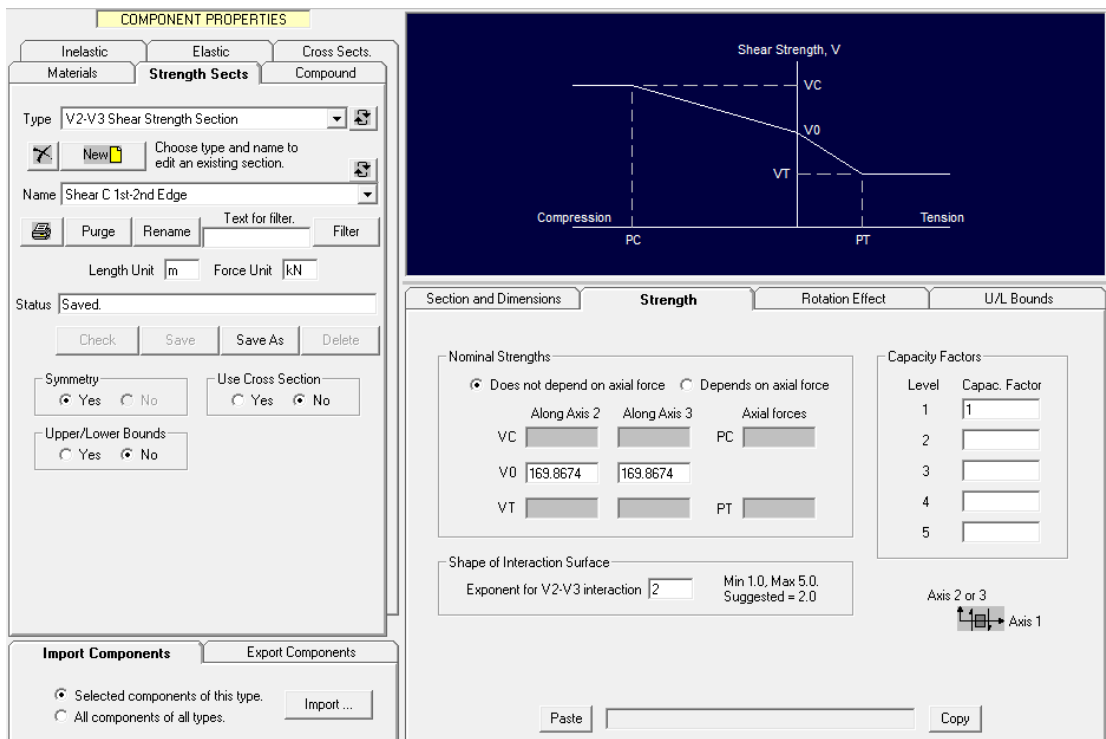 COMPONENT PROPERTIES
Inelastic
Elastic
Cross Sects.
Materials
Strength Sects
Compound
Type
V2-V3 Shear Strength Section
New
Choose type and name to
edit an existing section.
Name
Shear C 1st-2nd Edge
Purge
Rename
Text for filter.
Filter
Length Unit
m
Force Unit
kN
Status
Saved.
Check
Save
Save As
Delete
Symmetry
Yes
No
Use Cross Section
Yes
No
Upper/Lower Bounds
Yes
No
Import Components
Export Components
Selected components of this type.
All components of all types.
Import ...
Shear Strength, V
VC
V0
VT
Compression
Tension
PC
PT
Section and Dimensions
Strength
Rotation Effect
U/L Bounds
Nominal Strengths
Does not depend on axial force
Depends on axial force
Along Axis 2
Along Axis 3
Axial forces
VC
PC
V0
169.8674
169.8674
VT
PT
Shape of Interaction Surface
Exponent for V2-V3 interaction
2
Min 1.0, Max 5.0.
Suggested = 2.0
Capacity Factors
Level
Capac. Factor
1
1
2
3
4
5
Axis 2 or 3
Axis 1
Paste
Copy